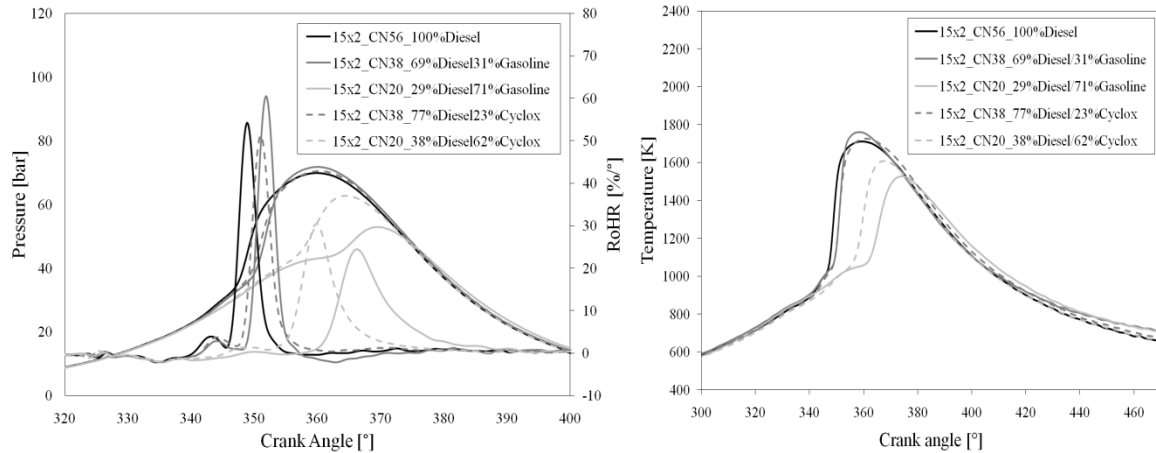 120
100
80
60
40
20
0
Pressure [bar]
15x2_CN56_100%Diesel
15x2_CN38_69%Diesel31%Gasoline
15x2_CN20_29%Diesel71%Gasoline
15x2_CN38_77%Diesel23%Cyclox
15x2_CN20_38%Diesel62%Cyclox
80
70
60
50
40
30
20
10
0
-10
RoHR [%/°]
320 330 340 350 360 370 380 390 400
Crank Angle [°]
2400
2200
2000
1800
1600
1400
1200
1000
800
600
400
Temperature [K]
15x2_CN56_100%Diesel
15x2_CN38_69%Diesel/31%Gasoline
15x2_CN20_29%Diesel/71%Gasoline
15x2_CN38_77%Diesel/23%Cyclox
15x2_CN20_38%Diesel/62%Cyclox
300 320 340 360 380 400 420 440 460
Crank angle [°]